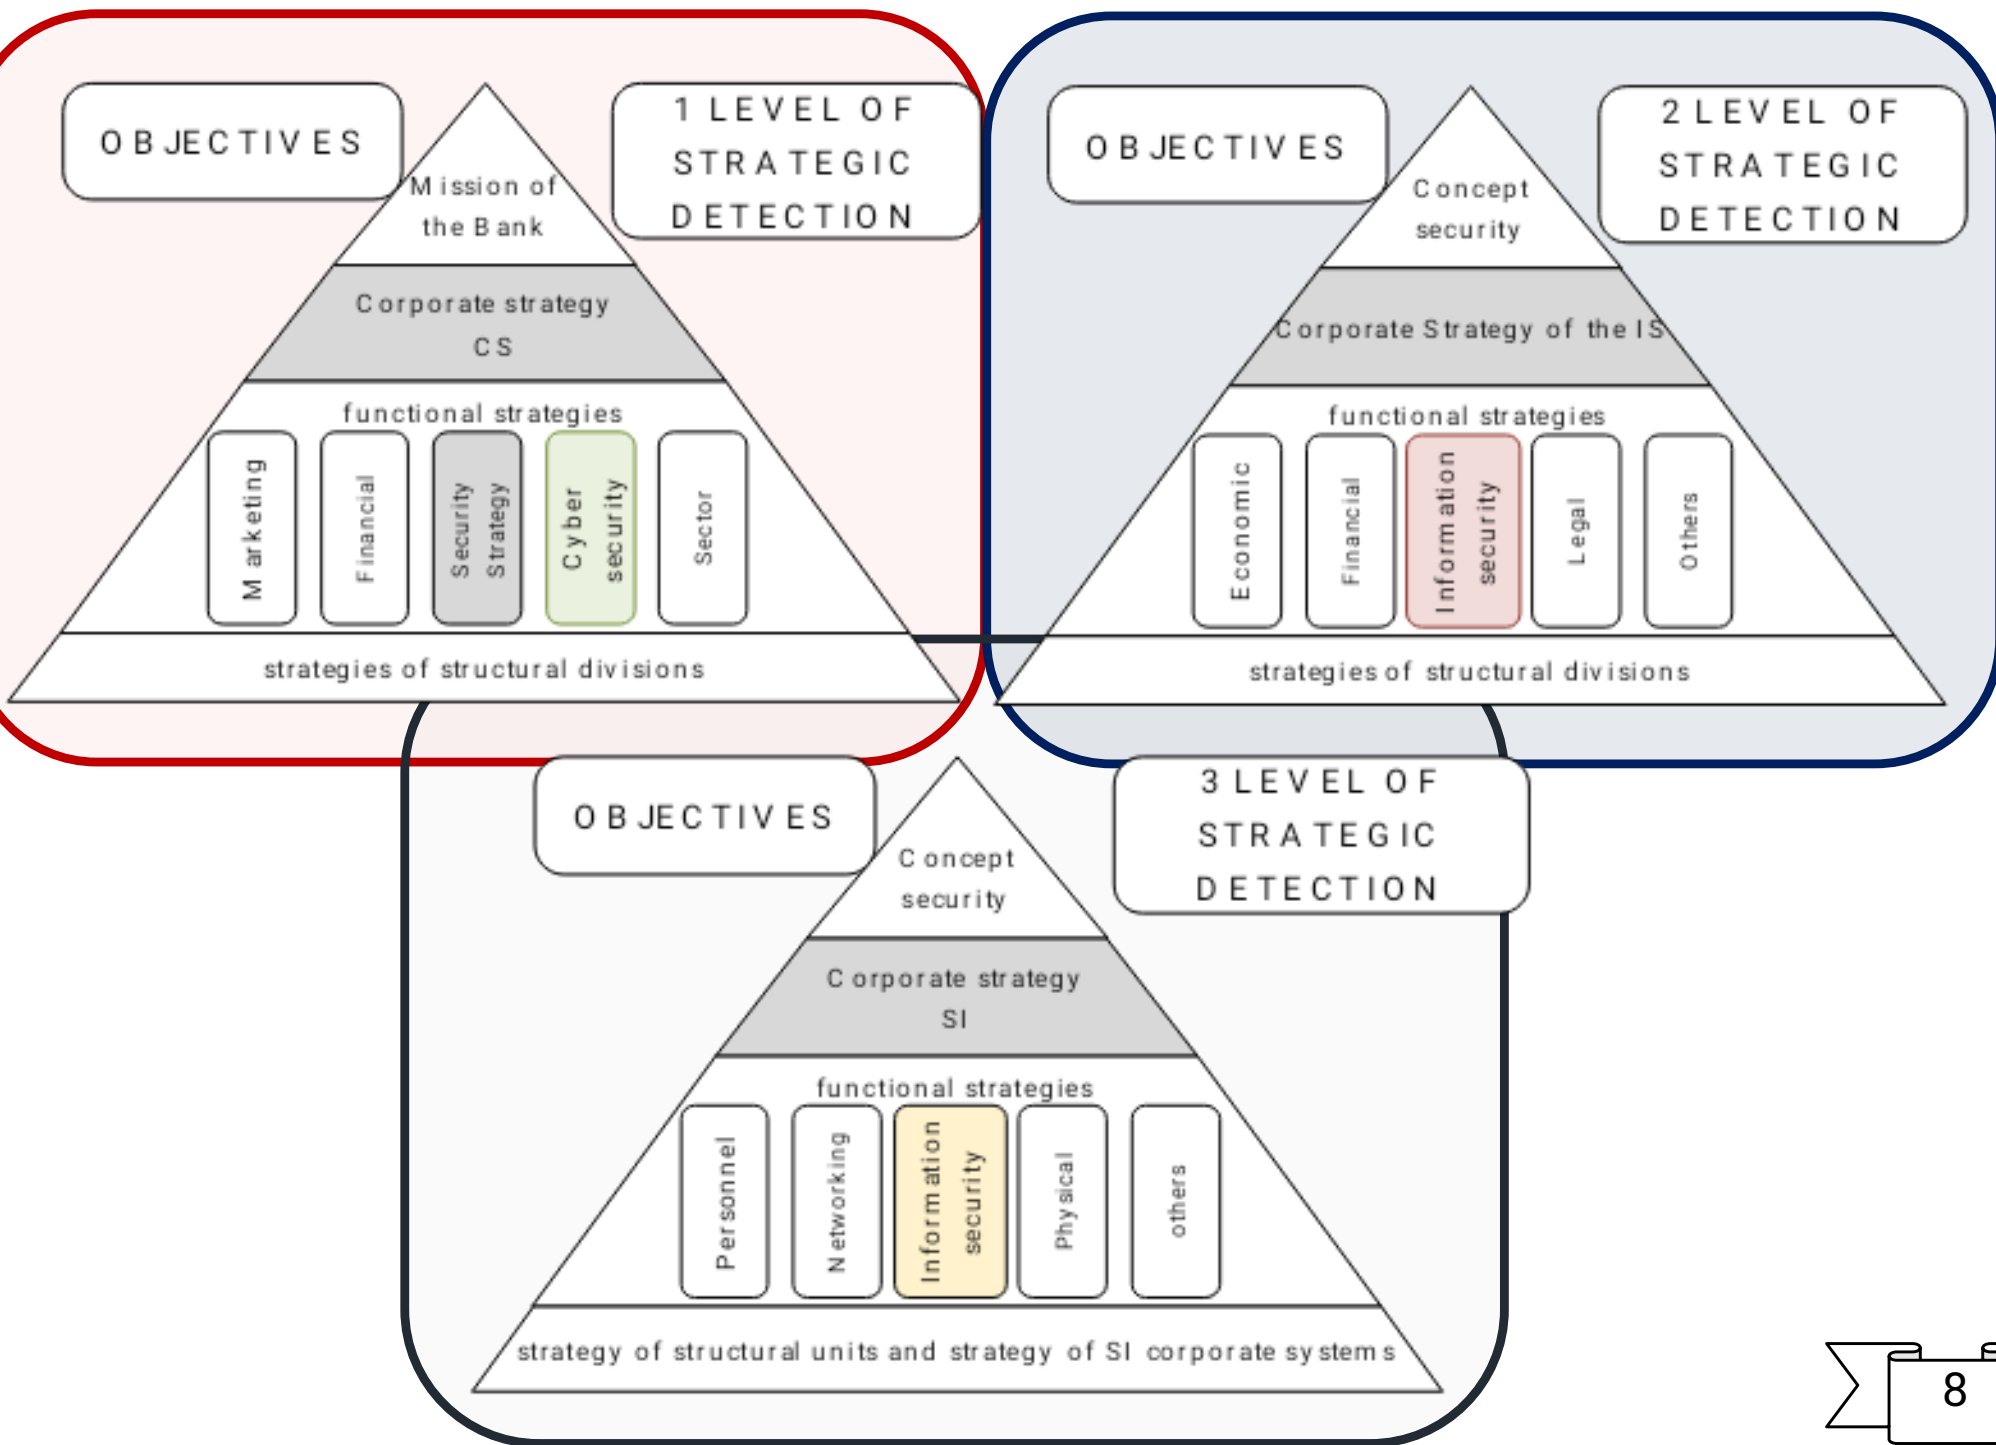 OBJECTIVES
1 LEVEL OF
STRATEGIC
DETECTION
Mission of
the Bank
Corporate strategy
CS
functional strategies
Marketing
Financial
Security
Strategy
Cyber
security
Sector
strategies of structural divisions
OBJECTIVES
2 LEVEL OF
STRATEGIC
DETECTION
Concept
security
Corporate Strategy of the IS
functional strategies
Economic
Financial
Information
security
Legal
Others
strategies of structural divisions
OBJECTIVES
3 LEVEL OF
STRATEGIC
DETECTION
Concept
security
Corporate strategy
SI
functional strategies
Personnel
Networking
Information
security
Physical
others
strategy of structural units and strategy of SI corporate systems
8